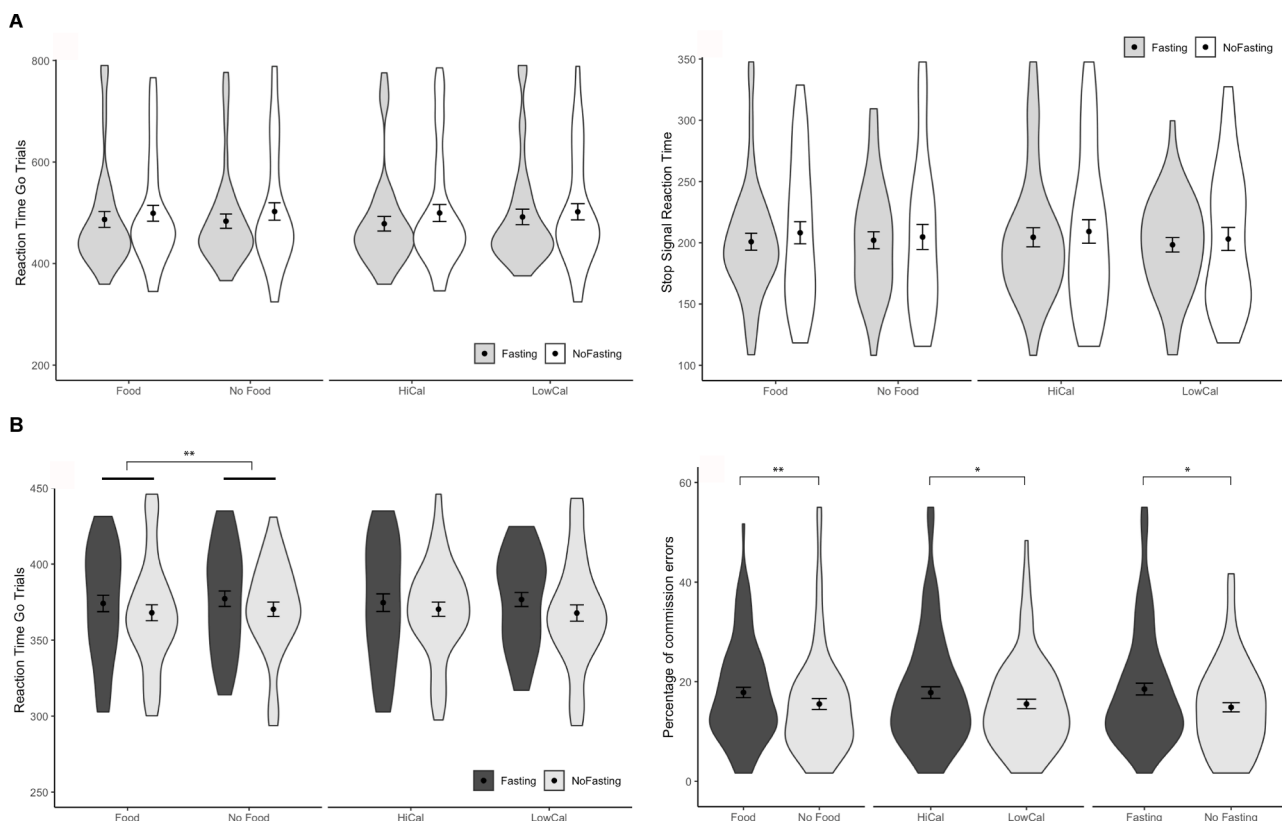 A
Reaction Time Go Trials
800
600
400
200
Food
No Food
HiCal
LowCal
Fasting
NoFasting
Stop Signal Reaction Time
350
300
250
200
150
100
Food
No Food
HiCal
LowCal
Fasting
NoFasting
B
**
Reaction Time Go Trials
450
400
350
300
250
Food
No Food
HiCal
LowCal
Fasting
NoFasting
Percentage of commission errors
60
40
20
0
**
*
*
Food
No Food
HiCal
LowCal
Fasting
No Fasting